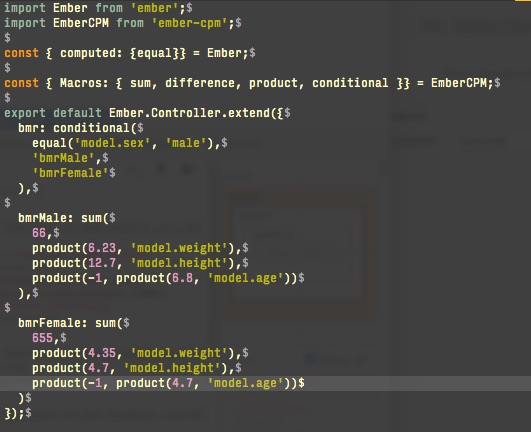 import Ember from 'ember';$
import EmberCPM from 'ember-cpm';$
$
const { computed: {equal}} = Ember;$
$
const { Macros: { sum, difference, product, conditional }} = EmberCPM;$
$
export default Ember.Controller.extend({$
  bmr: conditional($
    equal('model.sex', 'male'),$
    'bmrMale',$
    'bmrFemale'$
  ),$
$
  bmrMale: sum($
    66,$
    product(6.23, 'model.weight'),$
    product(12.7, 'model.height'),$
    product(-1, product(6.8, 'model.age'))$
  ),$
$
  bmrFemale: sum($
    655,$
    product(4.35, 'model.weight'),$
    product(4.7, 'model.height'),$
    product(-1, product(4.7, 'model.age'))$
  )$
});$